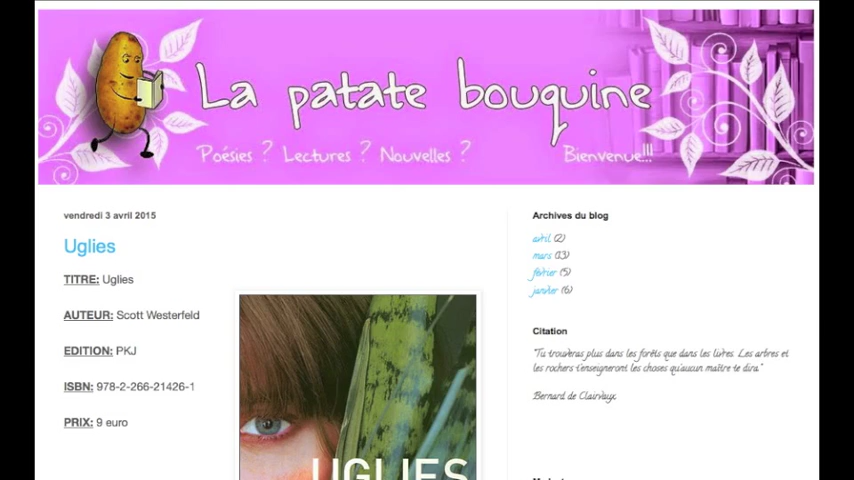 La patate bouquine
Poésies ? Lectures ? Nouvelles ? Bienvenue!!!
vendredi 3 avril 2015
Uglies
TITRE: Uglies
AUTEUR: Scott Westerfeld
EDITION: PKJ
ISBN: 978-2-266-21426-1
PRIX: 9 euro
UGLIES
Archives du blog
avril (2)
mars (13)
février (5)
janvier (6)
Citation
"Tu trouveras plus dans les forêts que dans les livres. Les arbres et
les rochers t'enseigneront les choses qu'aucun maître te dira."
Bernard de Clairvaux